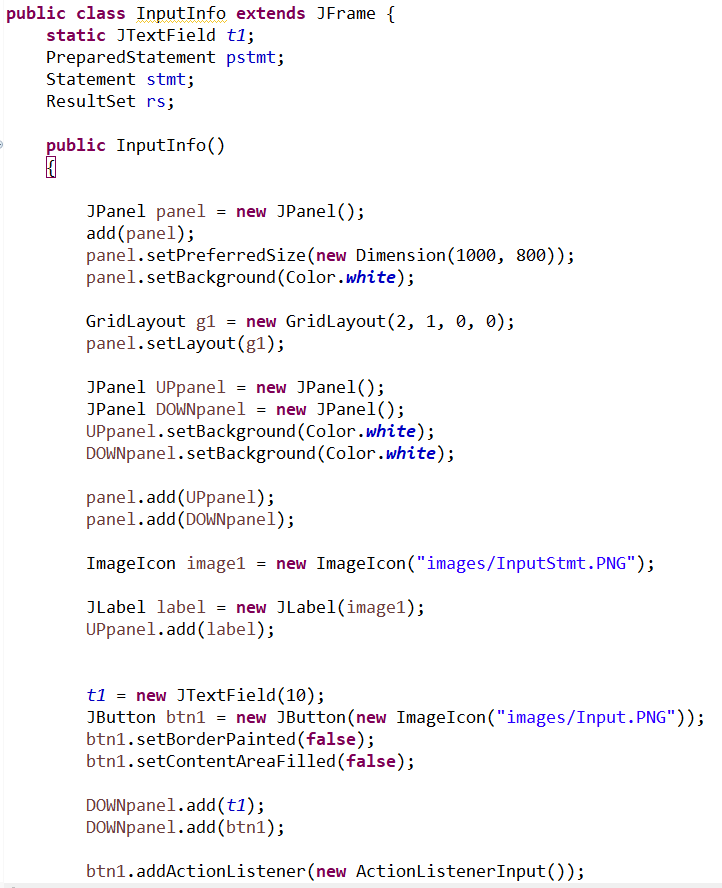 public class InputInfo extends JFrame {
    static JTextField t1;
    PreparedStatement pstmt;
    Statement stmt;
    ResultSet rs;

    public InputInfo()
    {

        JPanel panel = new JPanel();
        add(panel);
        panel.setPreferredSize(new Dimension(1000, 800));
        panel.setBackground(Color.white);

        GridLayout g1 = new GridLayout(2, 1, 0, 0);
        panel.setLayout(g1);

        JPanel UPpanel = new JPanel();
        JPanel DOWNpanel = new JPanel();
        UPpanel.setBackground(Color.white);
        DOWNpanel.setBackground(Color.white);

        panel.add(UPpanel);
        panel.add(DOWNpanel);

        ImageIcon image1 = new ImageIcon("images/InputStmt.PNG");

        JLabel label = new JLabel(image1);
        UPpanel.add(label);


        t1 = new JTextField(10);
        JButton btn1 = new JButton(new ImageIcon("images/Input.PNG"));
        btn1.setBorderPainted(false);
        btn1.setContentAreaFilled(false);

        DOWNpanel.add(t1);
        DOWNpanel.add(btn1);

        btn1.addActionListener(new ActionListenerInput());